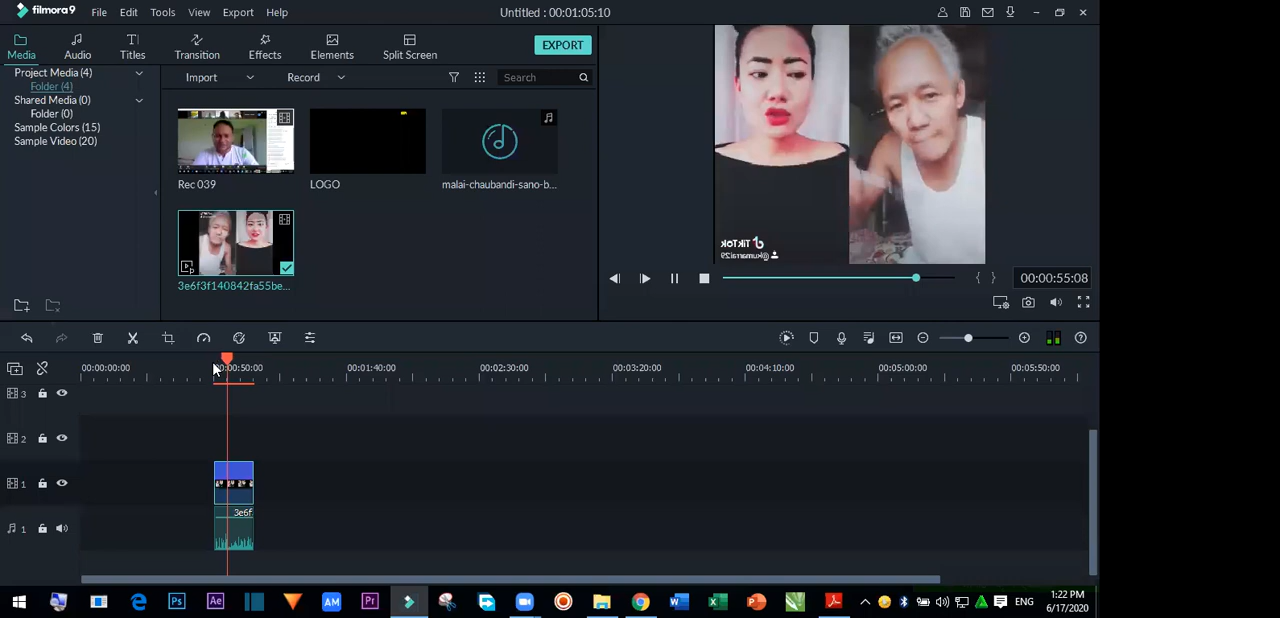 filmora9 File Edit Tools View Export Help Untitled : 00:01:05:10
Media Audio Titles Transition Effects Elements Split Screen EXPORT
Project Media (4)
Folder (4)
Shared Media (0)
Folder (0)
Sample Colors (15)
Sample Video (20)
Import Record Search
Rec 039 LOGO malai-chaubandi-sano-b...
3e6f3f140842fa55be...
TikTok
@kumarrai29
00:00:55:08
00:00:00:00 00:00:50:00 00:01:40:00 00:02:30:00 00:03:20:00 00:04:10:00 00:05:00:00 00:05:50:00
3
2
1
3e6f
1
Ps Ae AM Pr ENG 1:22 PM
6/17/2020